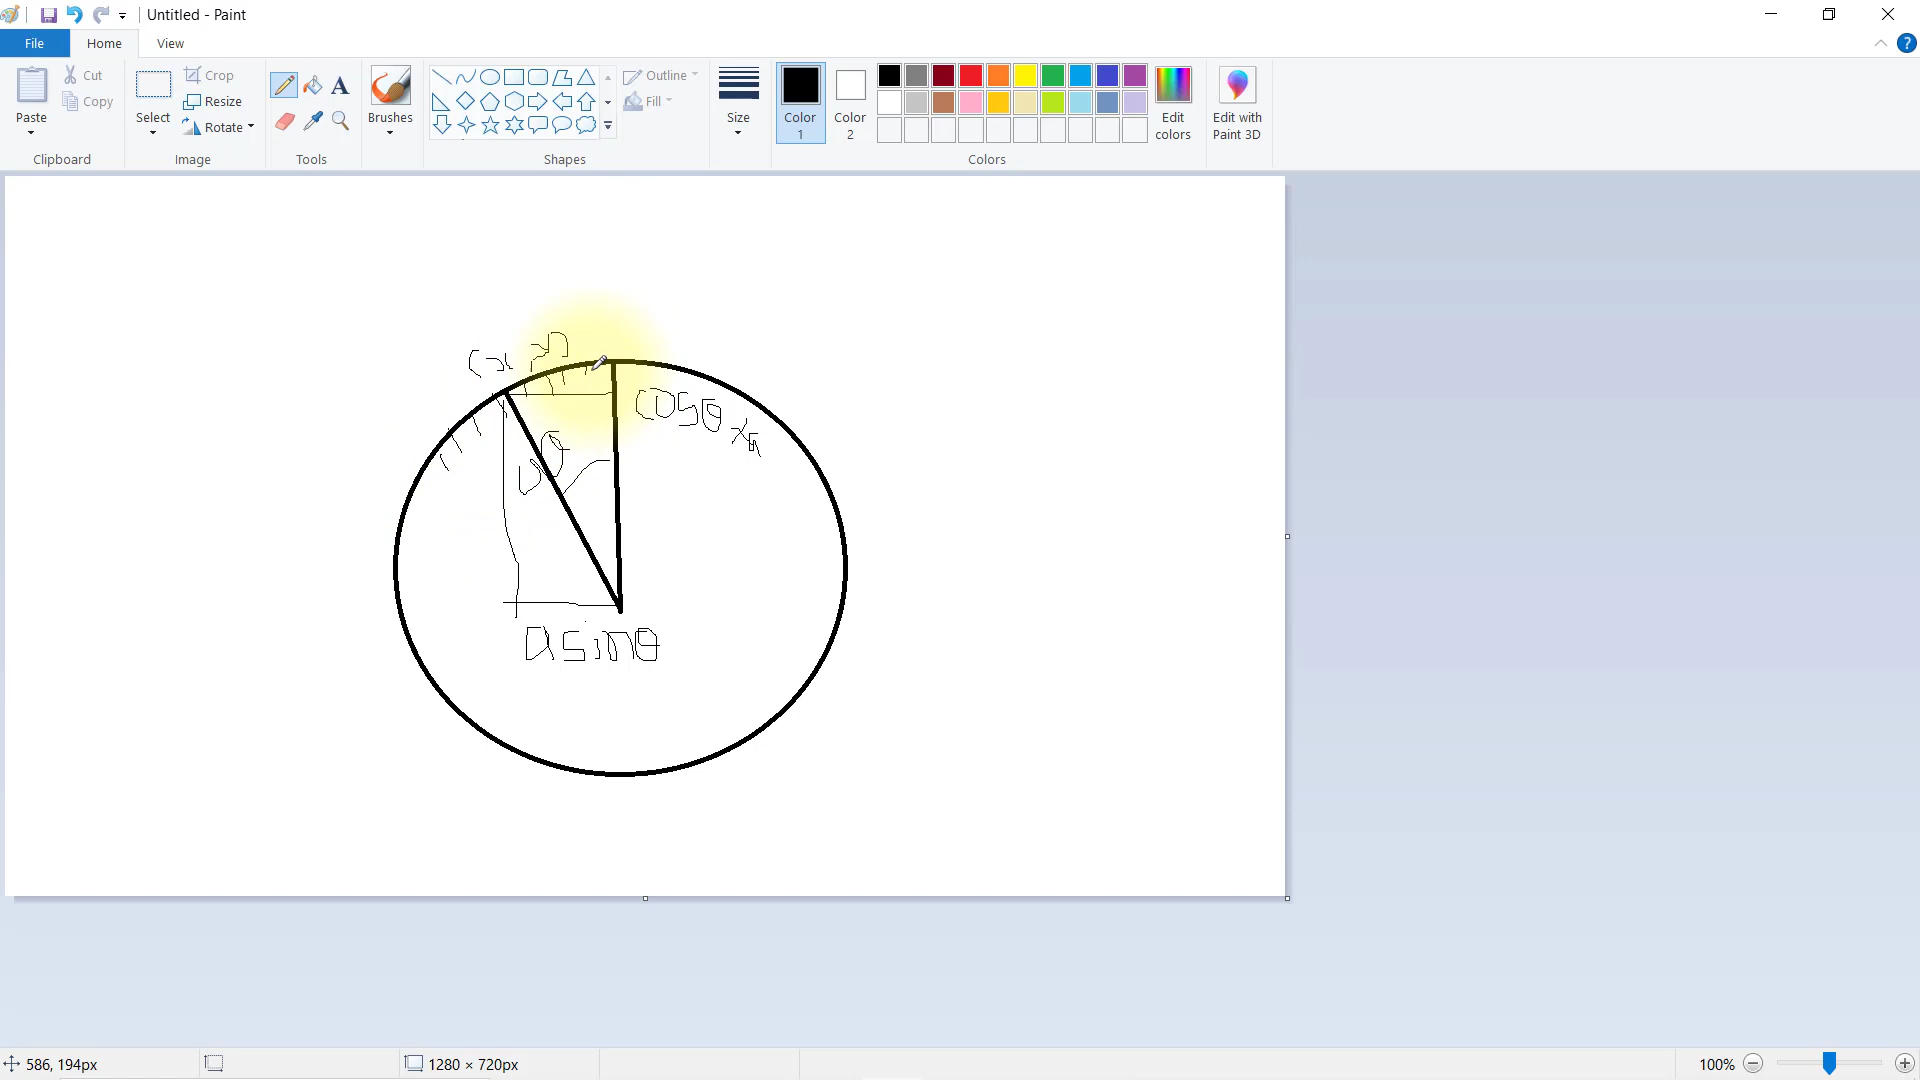 Untitled - Paint
File Home View
Paste
Cut
Copy
Clipboard
Select
Crop
Resize
Rotate
Image
A
Tools
Brushes
Outline
Fill
Shapes
Size
Color 1
Color 2
Edit colors
Colors
Edit with Paint 3D
cosθ
asinθ
586, 194px
1280 × 720px
100%